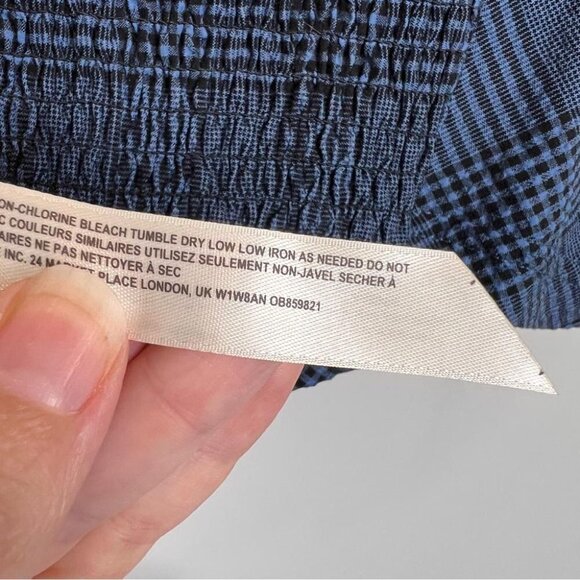 ON-CHLORINE BLEACH TUMBLE DRY LOW LOW IRON AS NEEDED DO NOT
C COULEURS SIMILAIRES UTILISEZ SEULEMENT NON-JAVEL SECHER À
AIRES NE PAS NETTOYER À SEC
INC. 24 MARKET PLACE LONDON, UK W1W8AN OB859821